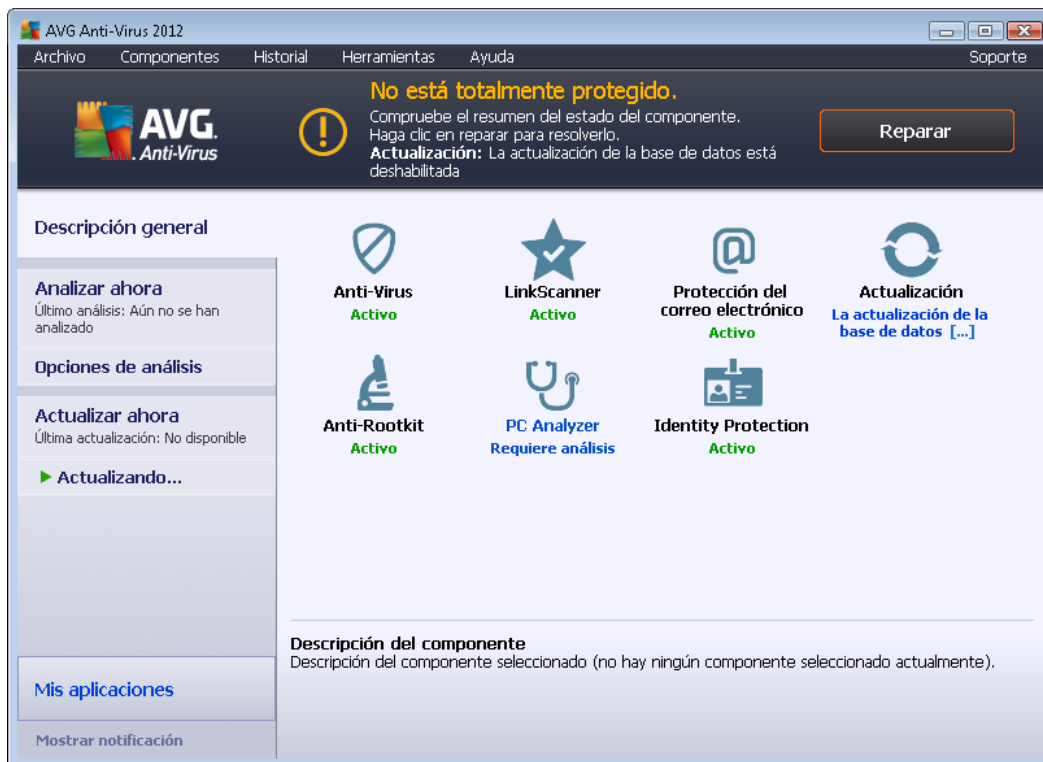 AVG Anti-Virus 2012
Archivo Componentes Historial Herramientas Ayuda Soporte
AVG.
Anti-Virus
No está totalmente protegido.
Compruebe el resumen del estado del componente.
Haga clic en reparar para resolverlo.
Actualización: La actualización de la base de datos está
deshabilitada
Reparar
Descripción general
Analizar ahora
Último análisis: Aún no se han
analizado
Opciones de análisis
Actualizar ahora
Última actualización: No disponible
Actualizando...
Mis aplicaciones
Mostrar notificación
Anti-Virus
Activo
LinkScanner
Activo
Protección del
correo electrónico
Activo
Actualización
La actualización de la
base de datos [...]
Anti-Rootkit
Activo
PC Analyzer
Requiere análisis
Identity Protection
Activo
Descripción del componente
Descripción del componente seleccionado (no hay ningún componente seleccionado actualmente).